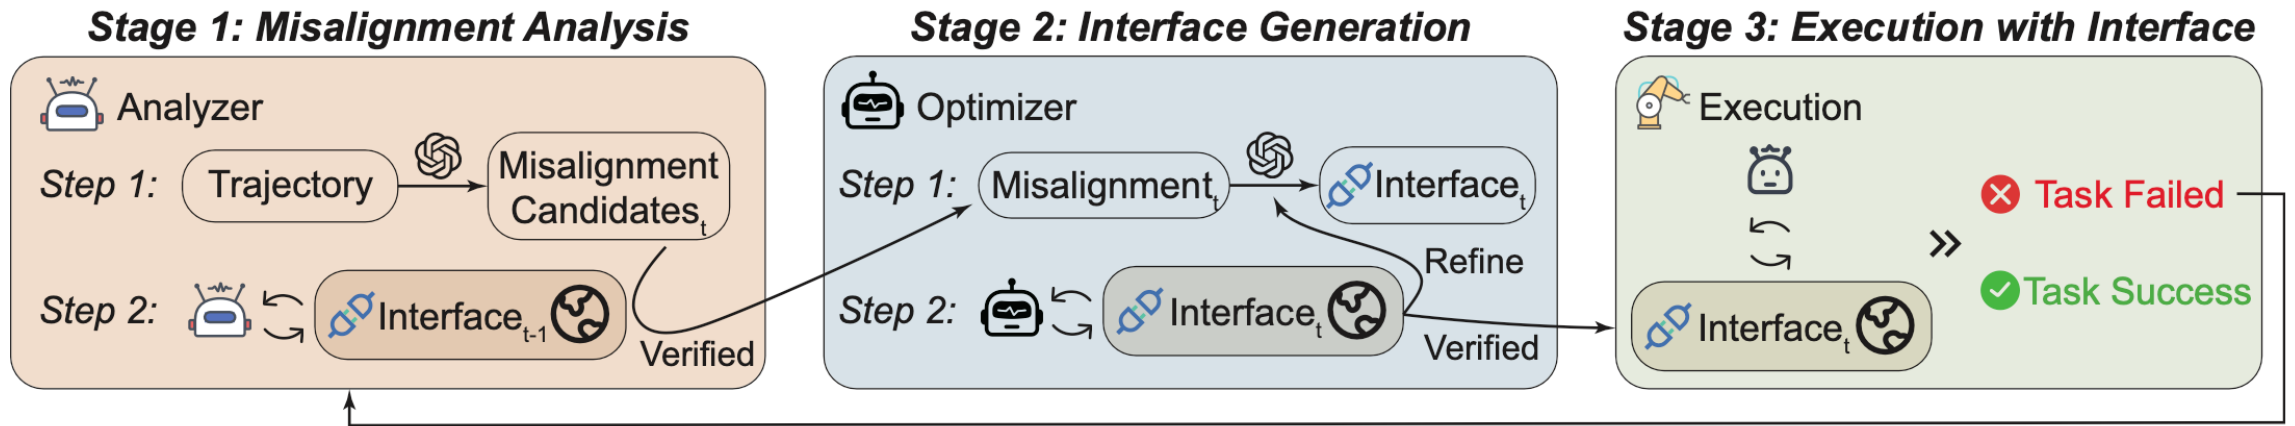 Stage 1: Misalignment Analysis
Analyzer
Step 1:
Trajectory
Misalignment
Candidates t
Step 2:
Interface t-1
Verified
Stage 2: Interface Generation
Optimizer
Step 1:
Misalignment t
Interface t
Refine
Step 2:
Interface t
Verified
Stage 3: Execution with Interface
Execution
Task Failed
Task Success
Interface t